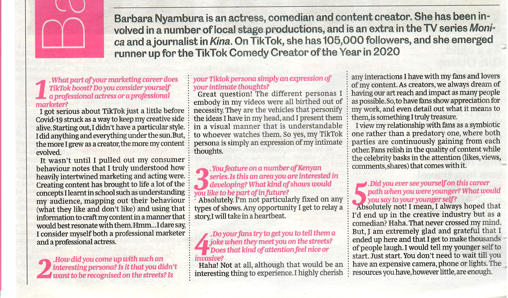 Ba
Barbara Nyambura is an actress, comedian and content creator. She has been in-
volved in a number of local stage productions, and is an extra in the TV series Moni-
ca and a journalist in Kina. On TikTok, she has 105,000 followers, and she emerged
runner up for the TikTok Comedy Creator of the Year in 2020
1. What part of your marketing career does
TikTok boost? Do you consider yourself
a professional actress or a professional
marketer?
I got serious about TikTok just a little before
Covid-19 struck as a way to keep my creative side
alive. Starting out, I didn't have a particular style.
I did anything and everything under the sun. But,
the more I grew as a creator, the more my content
evolved.
It wasn't until I pulled out my consumer
behaviour notes that I truly understood how
heavily intertwined marketing and acting were.
Creating content has brought to life a lot of the
concepts I learnt in school such as understanding
my audience, mapping out their behaviour
(what they like and don't like) and using that
information to craft my content in a manner that
would best resonate with them. Hmm...I dare say,
I consider myself both a professional marketer
and a professional actress.
2. How did you come up with such an
interesting persona? Is it that you didn't
want to be recognised on the streets? Is
your Tiktok persona simply an expression of
your intimate thoughts?
Great question! The different personas I
embody in my videos were all birthed out of
necessity. They are the vehicles that personify
the ideas I have in my head, and I present them
in a visual manner that is understandable
to whoever watches them. So yes, my TikTok
persona is simply an expression of my intimate
thoughts.
3. You feature on a number of Kenyan
series. Is this an area you are interested in
developing? What kind of shows would
you like to be part of in future?
Absolutely I'm not particularly fixed on any
types of shows. Any opportunity I get to relay a
story, I will take in a heartbeat.
4. Do your fans try to get you to tell them a
joke when they meet you on the streets?
Does that kind of attention feel nice or
invasive?
Haha! Not at all, although that would be an
interesting thing to experience. I highly cherish
any interactions I have with my fans and lovers
of my content. As creators, we always dream of
having our art reach and impact as many people
as possible. So, to have fans show appreciation for
my work, and even detail out what it means to
them, is something I truly treasure.
I view my relationship with fans as a symbiotic
one rather than a predatory one, where both
parties are continuously gaining from each
other. Fans relish in the quality of content while
the celebrity basks in the attention (likes, views,
comments, shares) that comes with it.
5. Did you ever see yourself on this career
path when you were younger? What would
you say to your younger self?
Absolutely not! I mean, I always hoped that
I'd end up in the creative industry but as a
comedian? Haha. That never crossed my mind.
But, I am extremely glad and grateful that I
ended up here and that I get to make thousands
of people laugh. I would tell my younger self to
start. Just start. You don't need to wait till you
have an expensive camera, phone or lights. The
resources you have, however little, are enough.